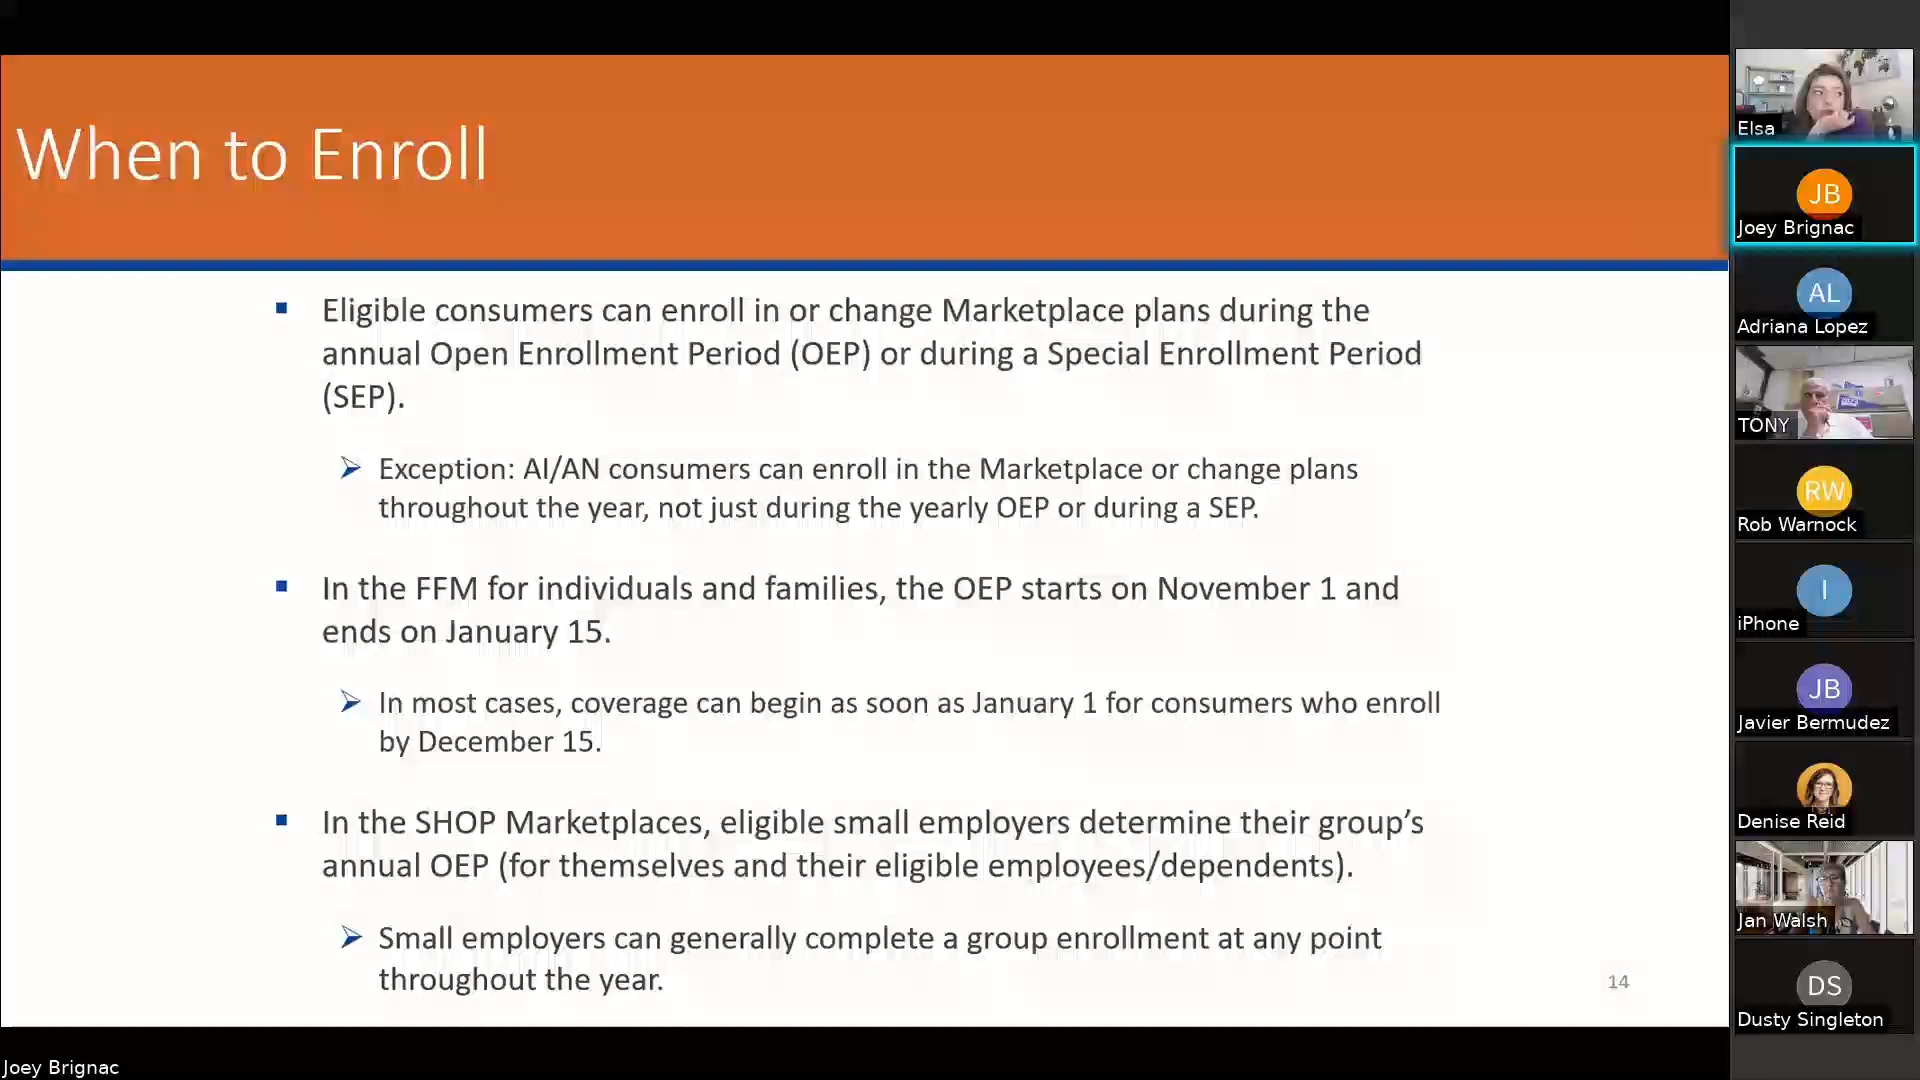 When to Enroll
Eligible consumers can enroll in or change Marketplace plans during the
annual Open Enrollment Period (OEP) or during a Special Enrollment Period
(SEP).
Exception: AI/AN consumers can enroll in the Marketplace or change plans
throughout the year, not just during the yearly OEP or during a SEP.
In the FFM for individuals and families, the OEP starts on November 1 and
ends on January 15.
In most cases, coverage can begin as soon as January 1 for consumers who enroll
by December 15.
In the SHOP Marketplaces, eligible small employers determine their group’s
annual OEP (for themselves and their eligible employees/dependents).
Small employers can generally complete a group enrollment at any point
throughout the year.
14
Joey Brignac
Elsa
JB
Joey Brignac
AL
Adriana Lopez
TONY
RW
Rob Warnock
I
iPhone
JB
Javier Bermudez
Denise Reid
Jan Walsh
DS
Dusty Singleton